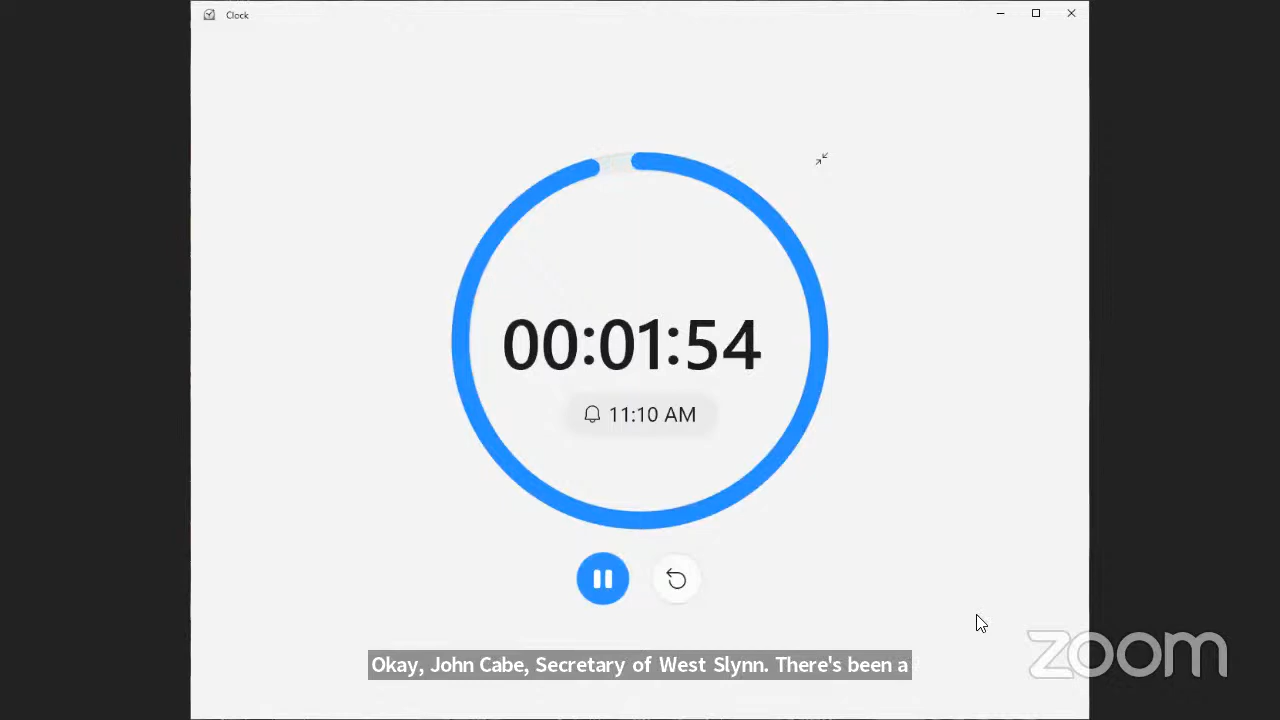 Clock
00:01:54
11:10 AM
Okay, John Cabe, Secretary of West Slynn. There's been a
zoom